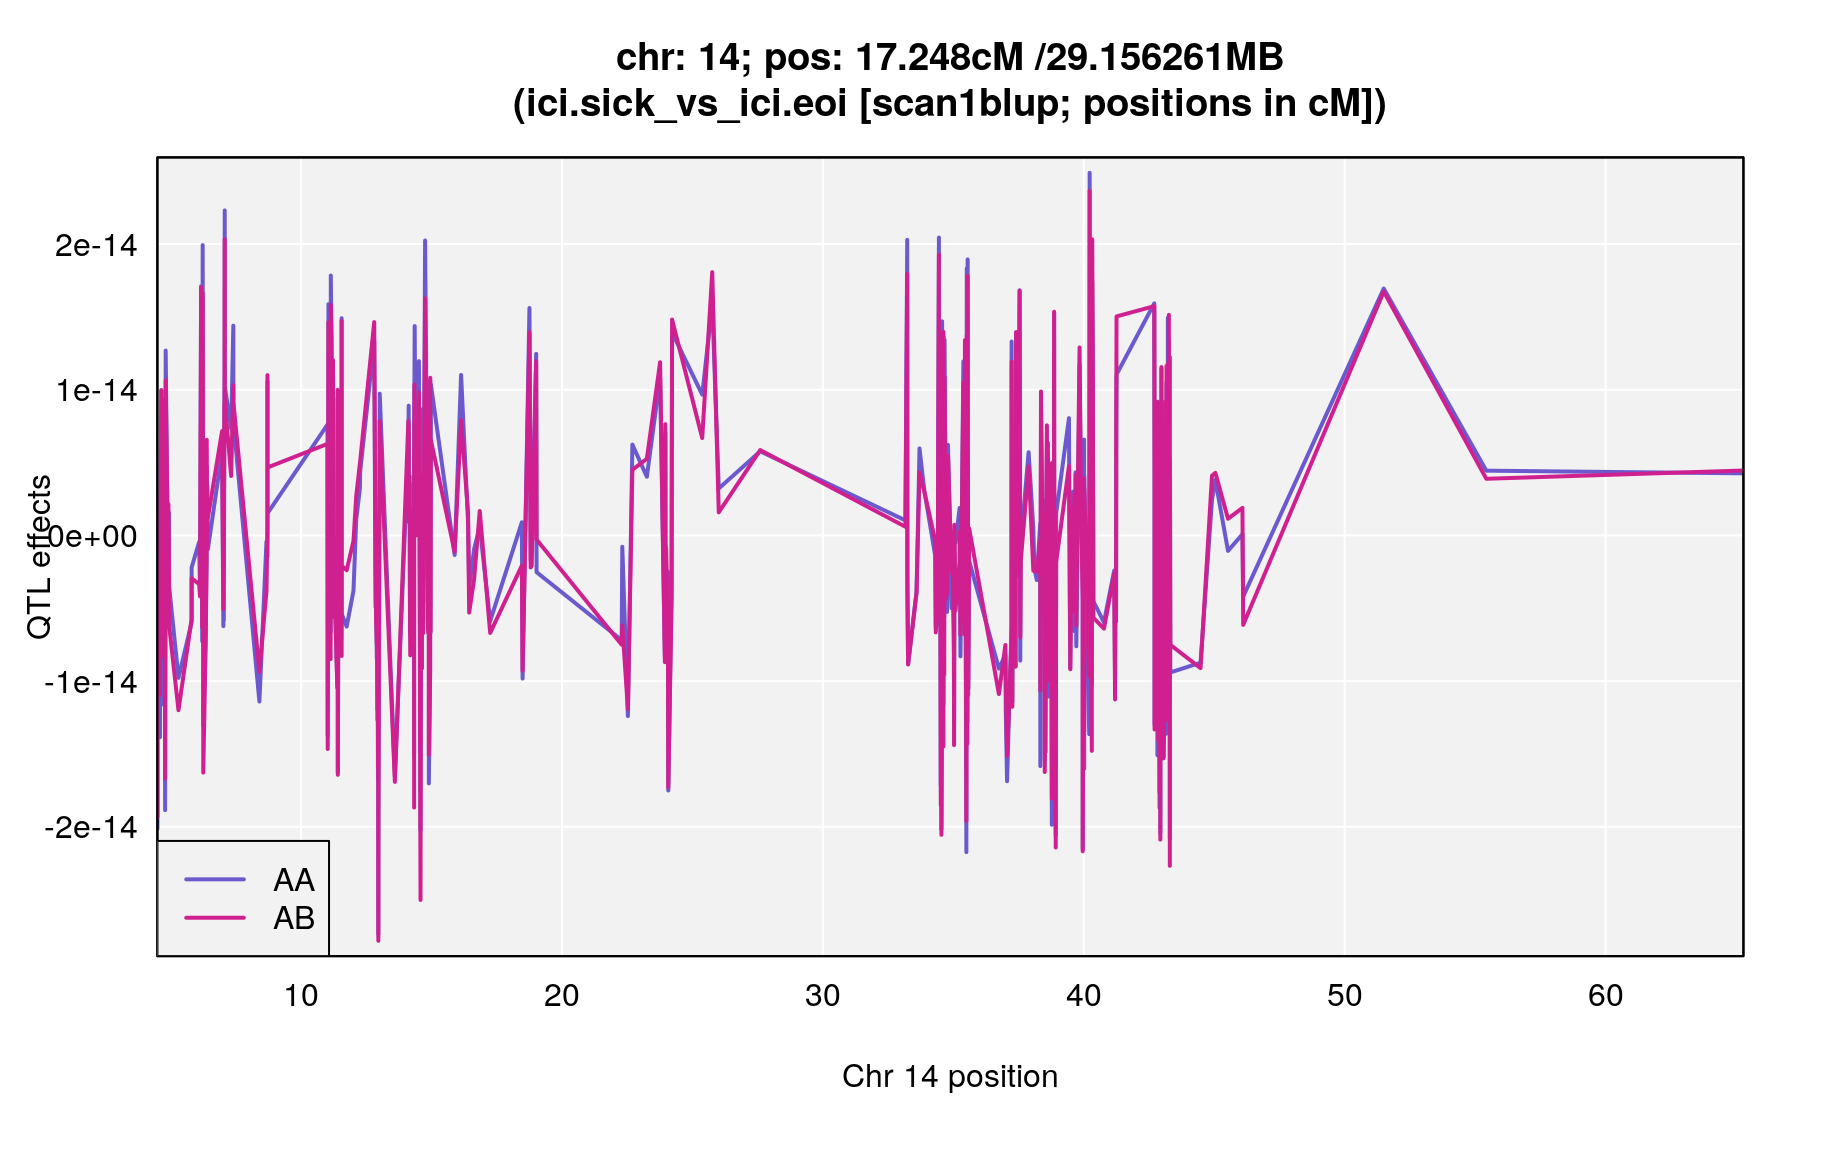 chr: 14; pos: 17.248cM /29.156261MB
(ici.sick_vs_ici.eoi [scan1blup; positions in cM])
QTL effects
2e-14
1e-14
0e+00
-1e-14
-2e-14
AA
AB
10 20 30 40 50 60
Chr 14 position